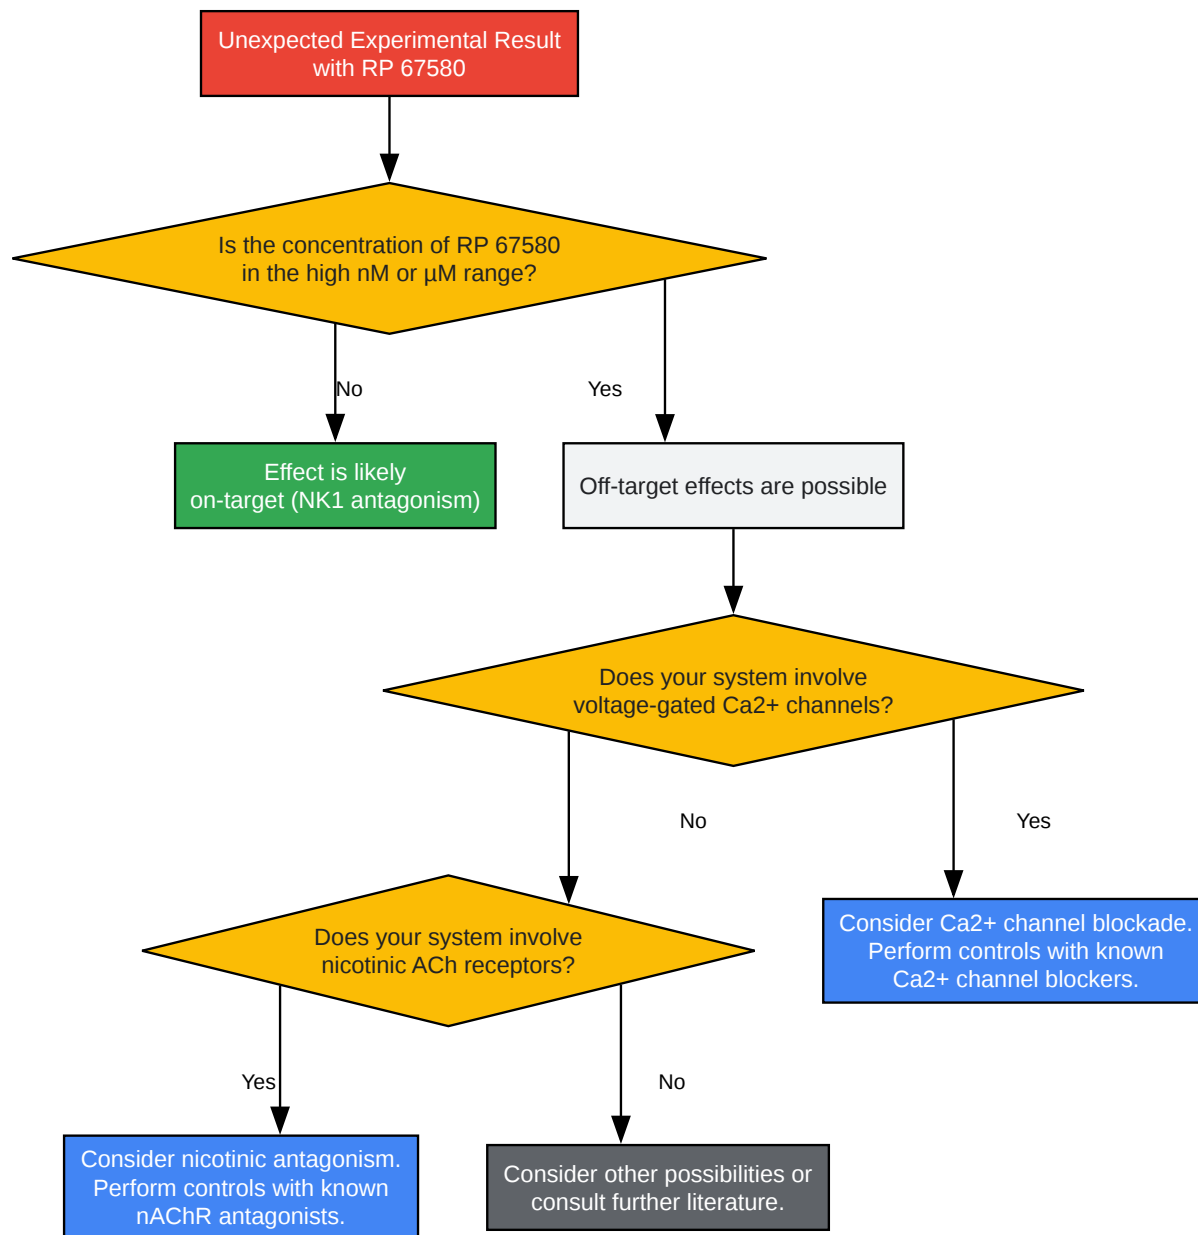 Unexpected Experimental Result
with RP 67580
Is the concentration of RP 67580
in the high nM or µM range?
No
Yes
Effect is likely
on-target (NK1 antagonism)
Off-target effects are possible
Does your system involve
voltage-gated Ca2+ channels?
No
Yes
Does your system involve
nicotinic ACh receptors?
Consider Ca2+ channel blockade.
Perform controls with known
Ca2+ channel blockers.
Yes
No
Consider nicotinic antagonism.
Perform controls with known
nAChR antagonists.
Consider other possibilities or
consult further literature.